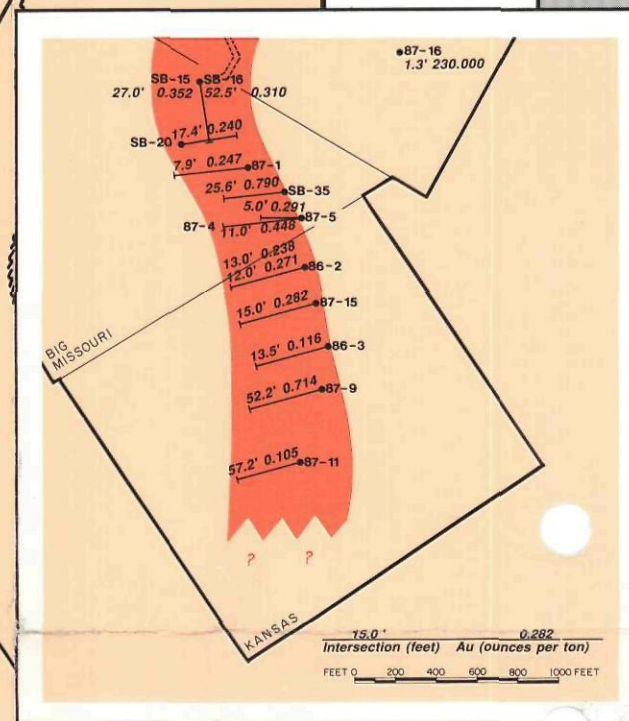 87-16
1.3' 230.000
SB-15 SB-16
27.0' 0.352 52.5' 0.310
17.4' 0.240
SB-20
7.9' 0.247 87-1
25.6' 0.790 SB-35
5.0' 0.291 87-5
87-4 11.0' 0.448
13.0' 0.238
12.0' 0.271 86-2
15.0' 0.282 87-15
13.5' 0.116 86-3
52.2' 0.714 87-9
57.2' 0.105 87-11
BIG
MISSOURI
? ?
KANSAS
15.0' 0.282
Intersection (feet) Au (ounces per ton)
FEET 0 200 400 600 800 1000 FEET